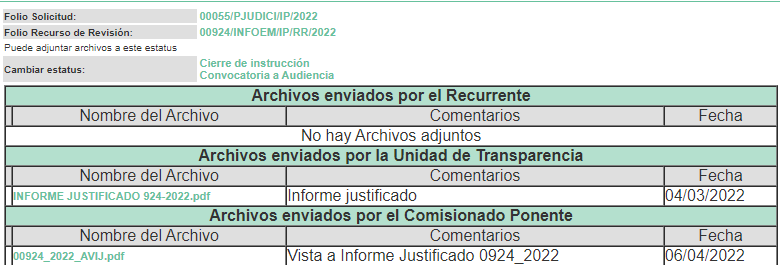 Folio Solicitud: 00055/PJUDICI/IP/2022
Folio Recurso de Revisión: 00924/INFOEM/IP/RR/2022
Puede adjuntar archivos a este estatus
Cambiar estatus: Cierre de instrucción
Convocatoria a Audiencia
Archivos enviados por el Recurrente
Nombre del Archivo Comentarios Fecha
No hay Archivos adjuntos
Archivos enviados por la Unidad de Transparencia
Nombre del Archivo Comentarios Fecha
INFORME JUSTIFICADO 924-2022.pdf Informe justificado 04/03/2022
Archivos enviados por el Comisionado Ponente
Nombre del Archivo Comentarios Fecha
00924_2022_AVIJ.pdf Vista a Informe Justificado 0924_2022 06/04/2022